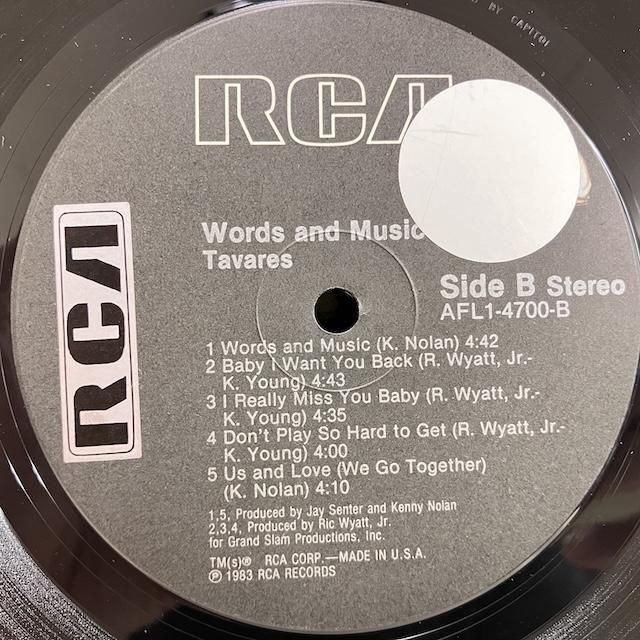 BY CAPITOL
RCA
RCA
Words and Music
Tavares
Side B Stereo
AFL1-4700-B
1 Words and Music (K. Nolan) 4:42
2 Baby I Want You Back (R. Wyatt, Jr.-
K. Young) 4:43
3 I Really Miss You Baby (R. Wyatt, Jr.-
K. Young) 4:35
4 Don't Play So Hard to Get (R. Wyatt, Jr.-
K. Young) 4:00
5 Us and Love (We Go Together)
(K. Nolan) 4:10
1,5, Produced by Jay Senter and Kenny Nolan
2,3,4, Produced by Ric Wyatt, Jr.
for Grand Slam Productions, Inc.
TM(s)® RCA CORP.—MADE IN U.S.A.
℗ 1983 RCA RECORDS